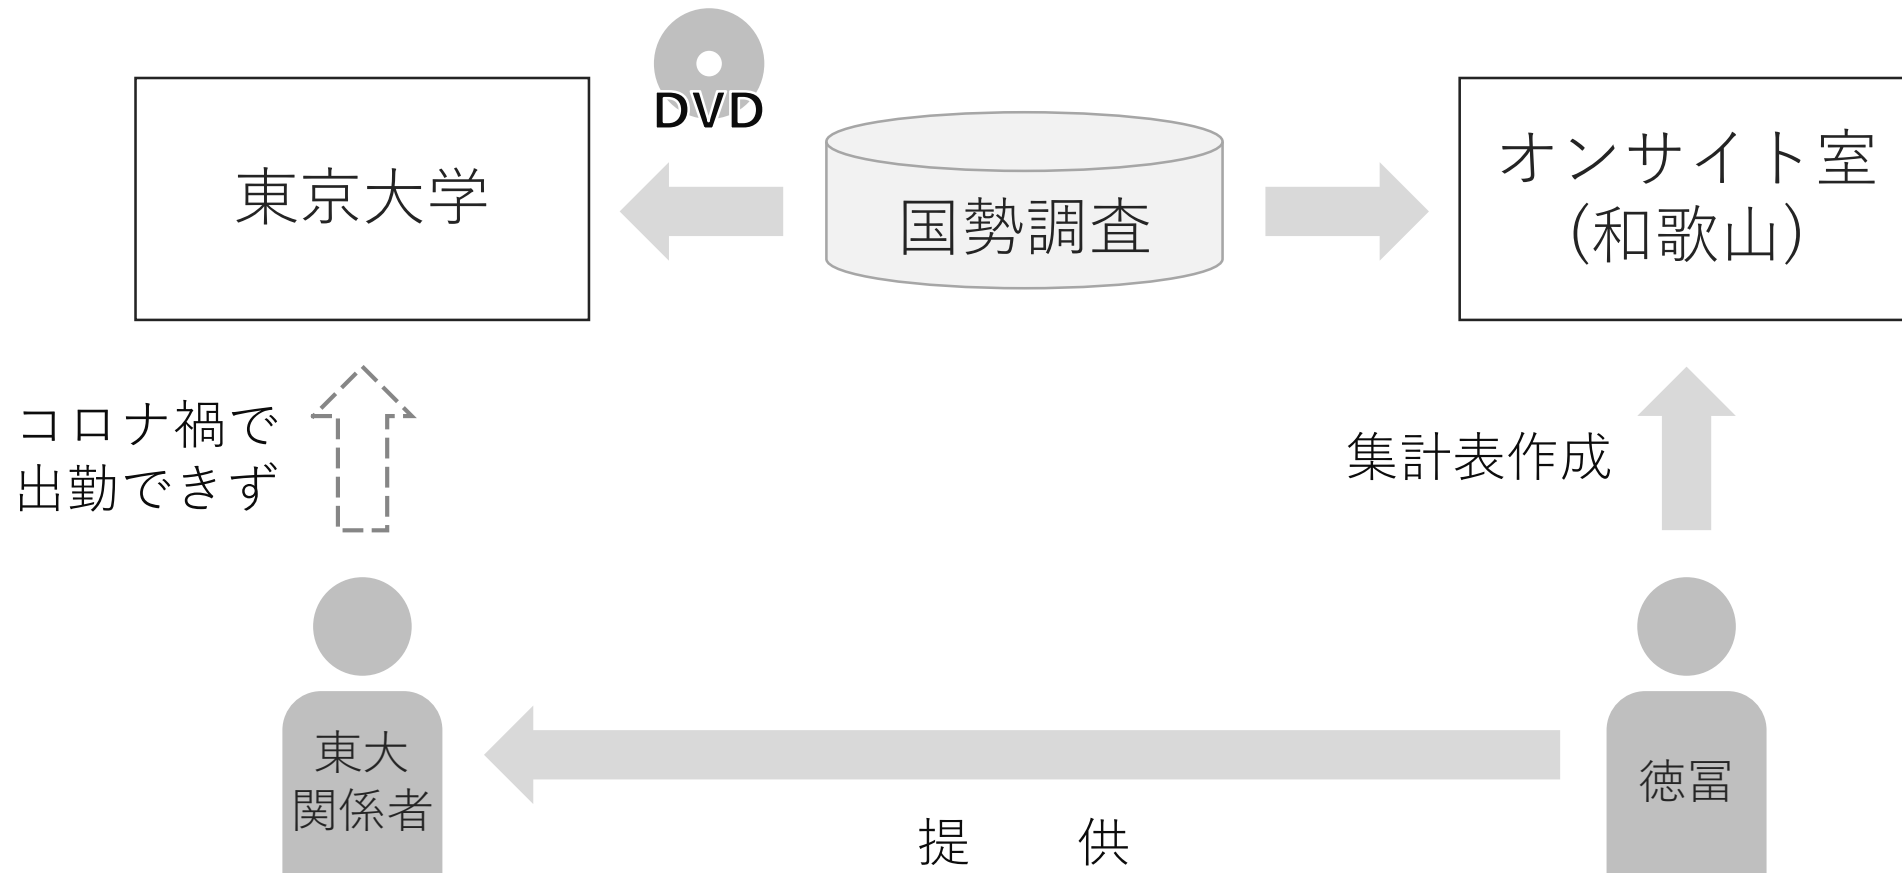 DVD
東京大学
国勢調査
オンサイト室
(和歌山)
コロナ禍で
出勤できず
集計表作成
東大
関係者
徳冨
提 供